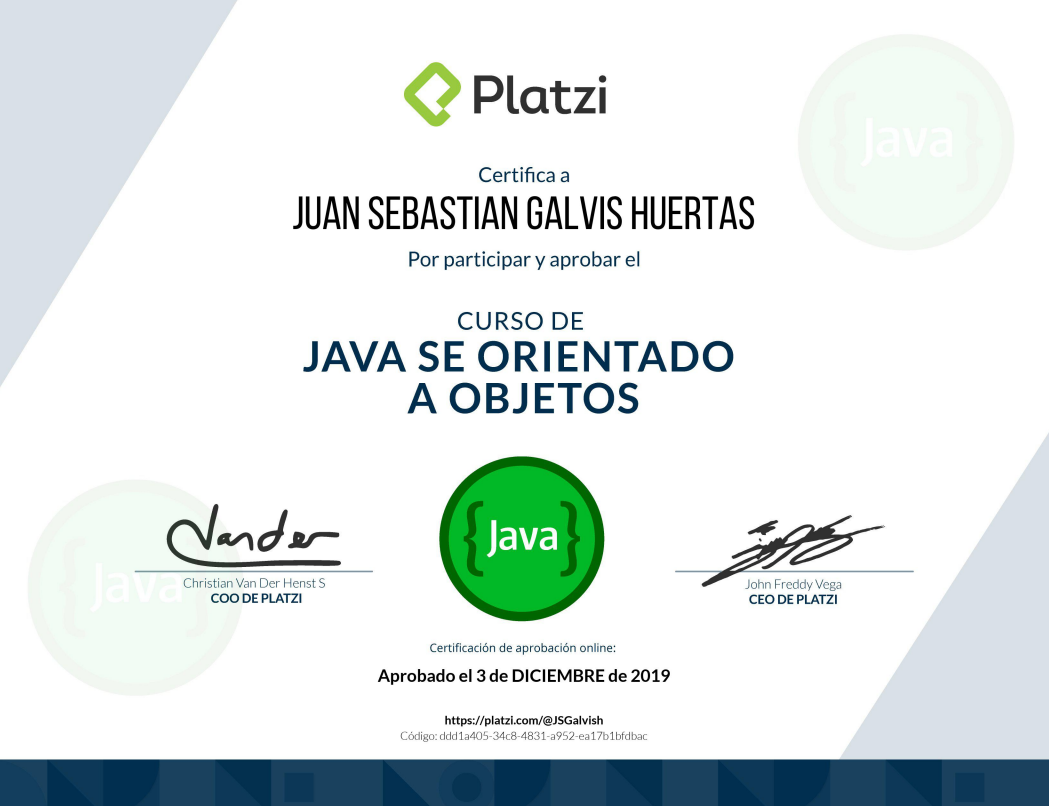 Platzi
Java
Certifica a
JUAN SEBASTIAN GALVIS HUERTAS
Por participar y aprobar el
CURSO DE
JAVA SE ORIENTADO
A OBJETOS
{Java}
Vander
Java
Christian Van Der Henst S
COO DE PLATZI
John Freddy Vega
CEO DE PLATZI
Certificación de aprobación online:
Aprobado el 3 de DICIEMBRE de 2019
https://platzi.com/@JSGalvish
Código: ddd1a405-34c8-4831-a952-ea17b1bfdbac